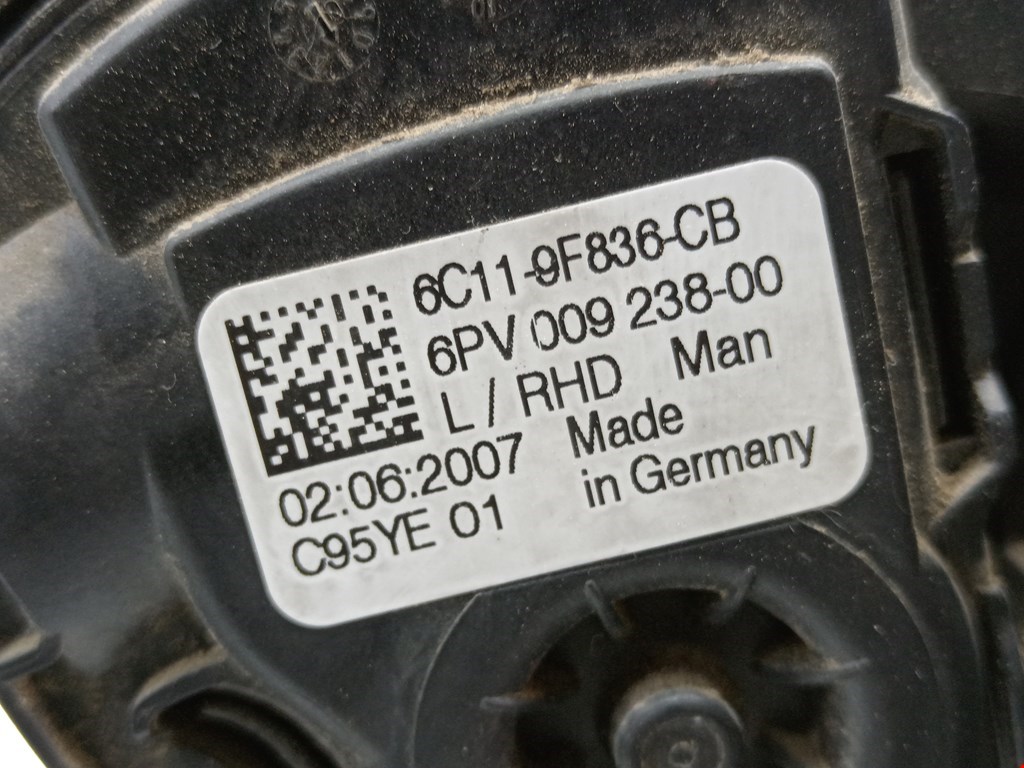 6C11-9F836-CB
6PV 009 238-00
L / RHD Man
02:06:2007 Made
C95YE 01 in Germany